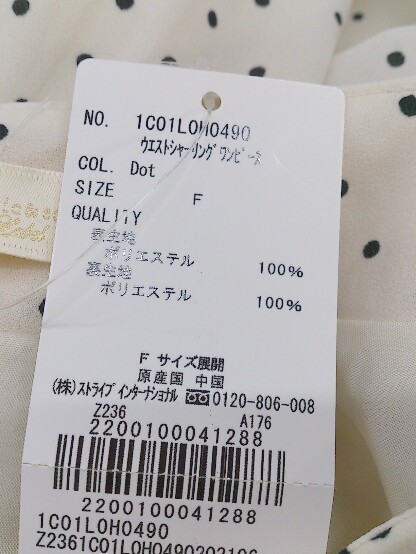 NO. 1C01L0H0490
ウエストシャーリングワンピース
COL. Dot
SIZE F
QUALITY
表生地
ポリエステル 100%
裏生地
ポリエステル 100%
F サイズ展開
原産国 中国
(株)ストライプ インターナショナル 0120-806-008
Z236 A176
2200100041288
2200100041288
1C01L0H0490